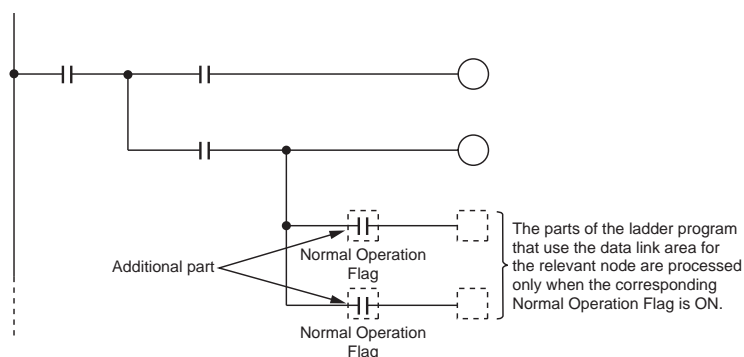 Additional part
Normal Operation
Flag
Normal Operation
Flag
The parts of the ladder program
that use the data link area for
the relevant node are processed
only when the corresponding
Normal Operation Flag is ON.